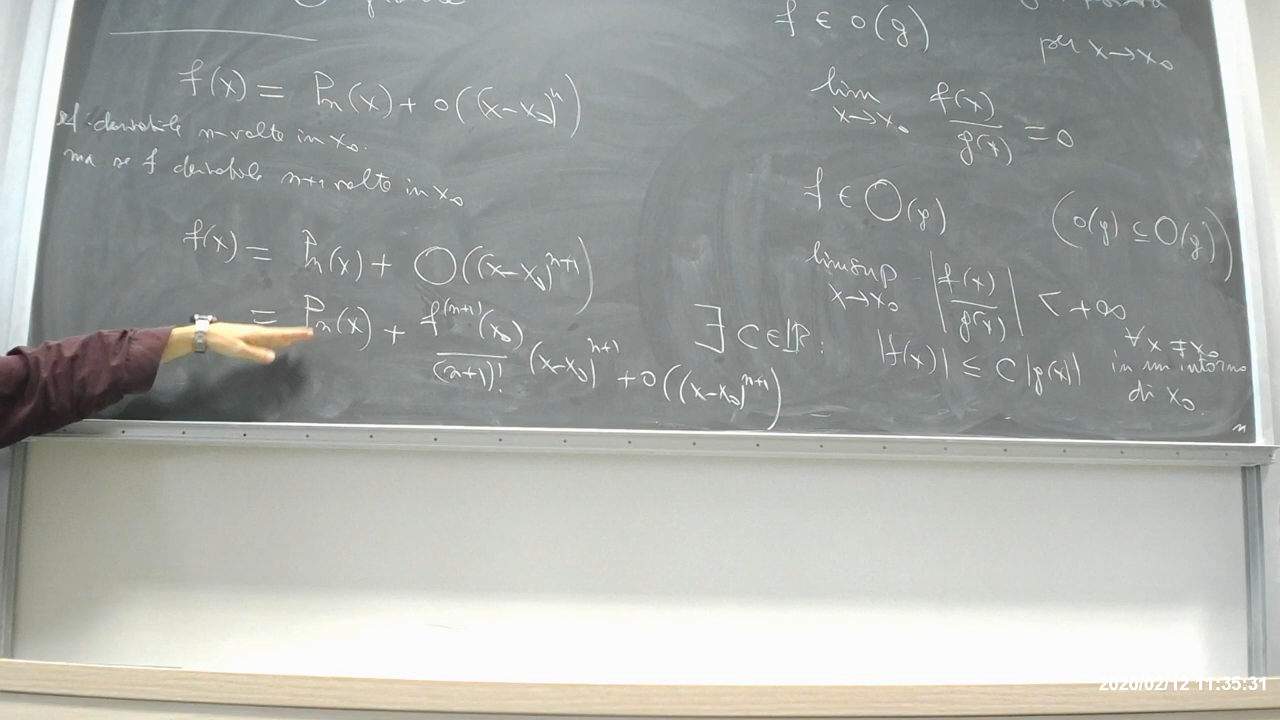 f(x) = Pn(x) + o((x-x₀)ⁿ)
se f derivabile n-volte in x₀.
ma se f derivabile n+1 volte in x₀
f(x) = Pn(x) + O((x-x₀)ⁿ⁺¹)
= Pn(x) + f⁽ⁿ⁺¹⁾(x₀)/(n+1)! (x-x₀)ⁿ⁺¹ + o((x-x₀)ⁿ⁺¹)
f ∈ o(g)
per x→x₀
lim x→x₀ f(x)/g(x) = 0
f ∈ O(g) (o(g) ⊆ O(g))
limsup x→x₀ |f(x)/g(x)| < +∞
∃ C∈ℝ: |f(x)| ≤ C|g(x)| ∀x ≠ x₀
in un intorno
di x₀.
2020/02/12 11:35:31